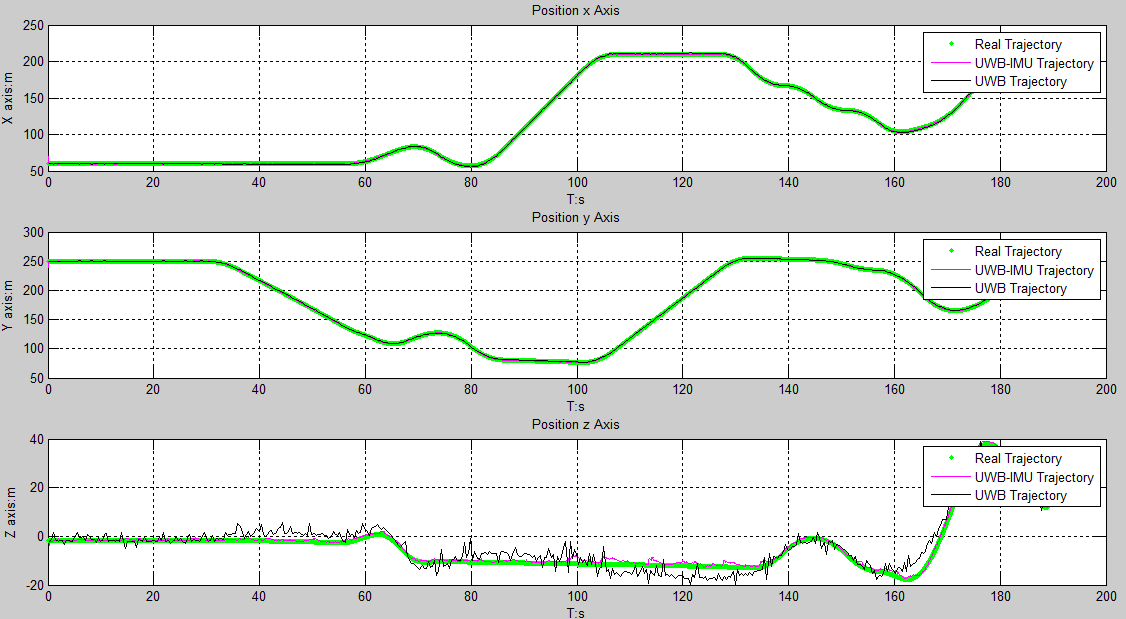 Position x Axis
250
200
150
100
50
X axis:m
0 20 40 60 80 100 120 140 160 180 200
T:s
Real Trajectory
UWB-IMU Trajectory
UWB Trajectory
Position y Axis
300
250
200
150
100
50
Y axis:m
0 20 40 60 80 100 120 140 160 180 200
T:s
Real Trajectory
UWB-IMU Trajectory
UWB Trajectory
Position z Axis
40
20
0
-20
Z axis:m
0 20 40 60 80 100 120 140 160 180 200
T:s
Real Trajectory
UWB-IMU Trajectory
UWB Trajectory